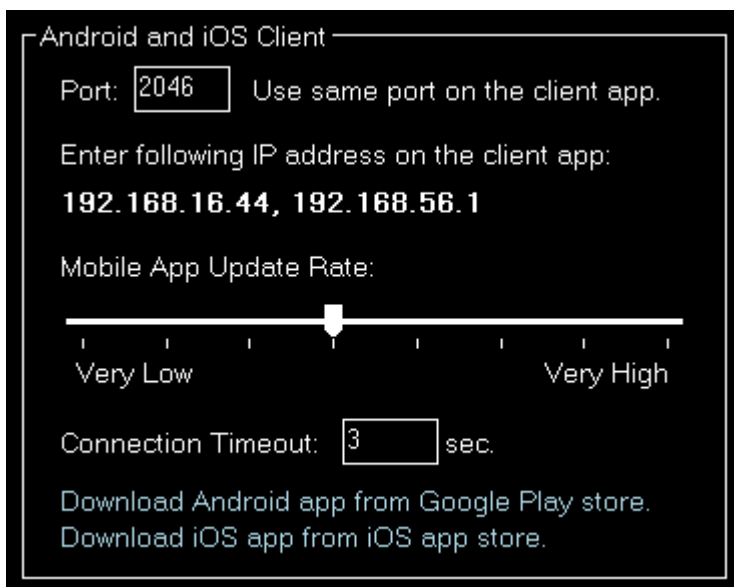 Android and iOS Client
Port: 2046 Use same port on the client app.
Enter following IP address on the client app:
192.168.16.44, 192.168.56.1
Mobile App Update Rate:
Very Low Very High
Connection Timeout: 3 sec.
Download Android app from Google Play store.
Download iOS app from iOS app store.